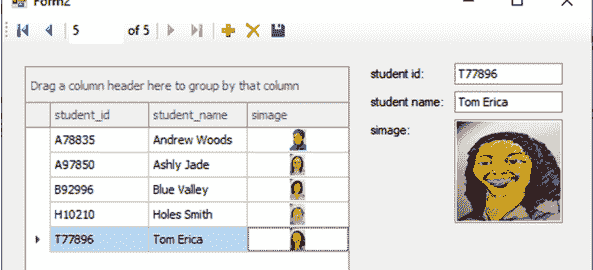 Form2
5 of 5
Drag a column header here to group by that column
student_id student_name simage
A78835 Andrew Woods
A97850 Ashly Jade
B92996 Blue Valley
H10210 Holes Smith
T77896 Tom Erica
student id: T77896
student name: Tom Erica
simage: